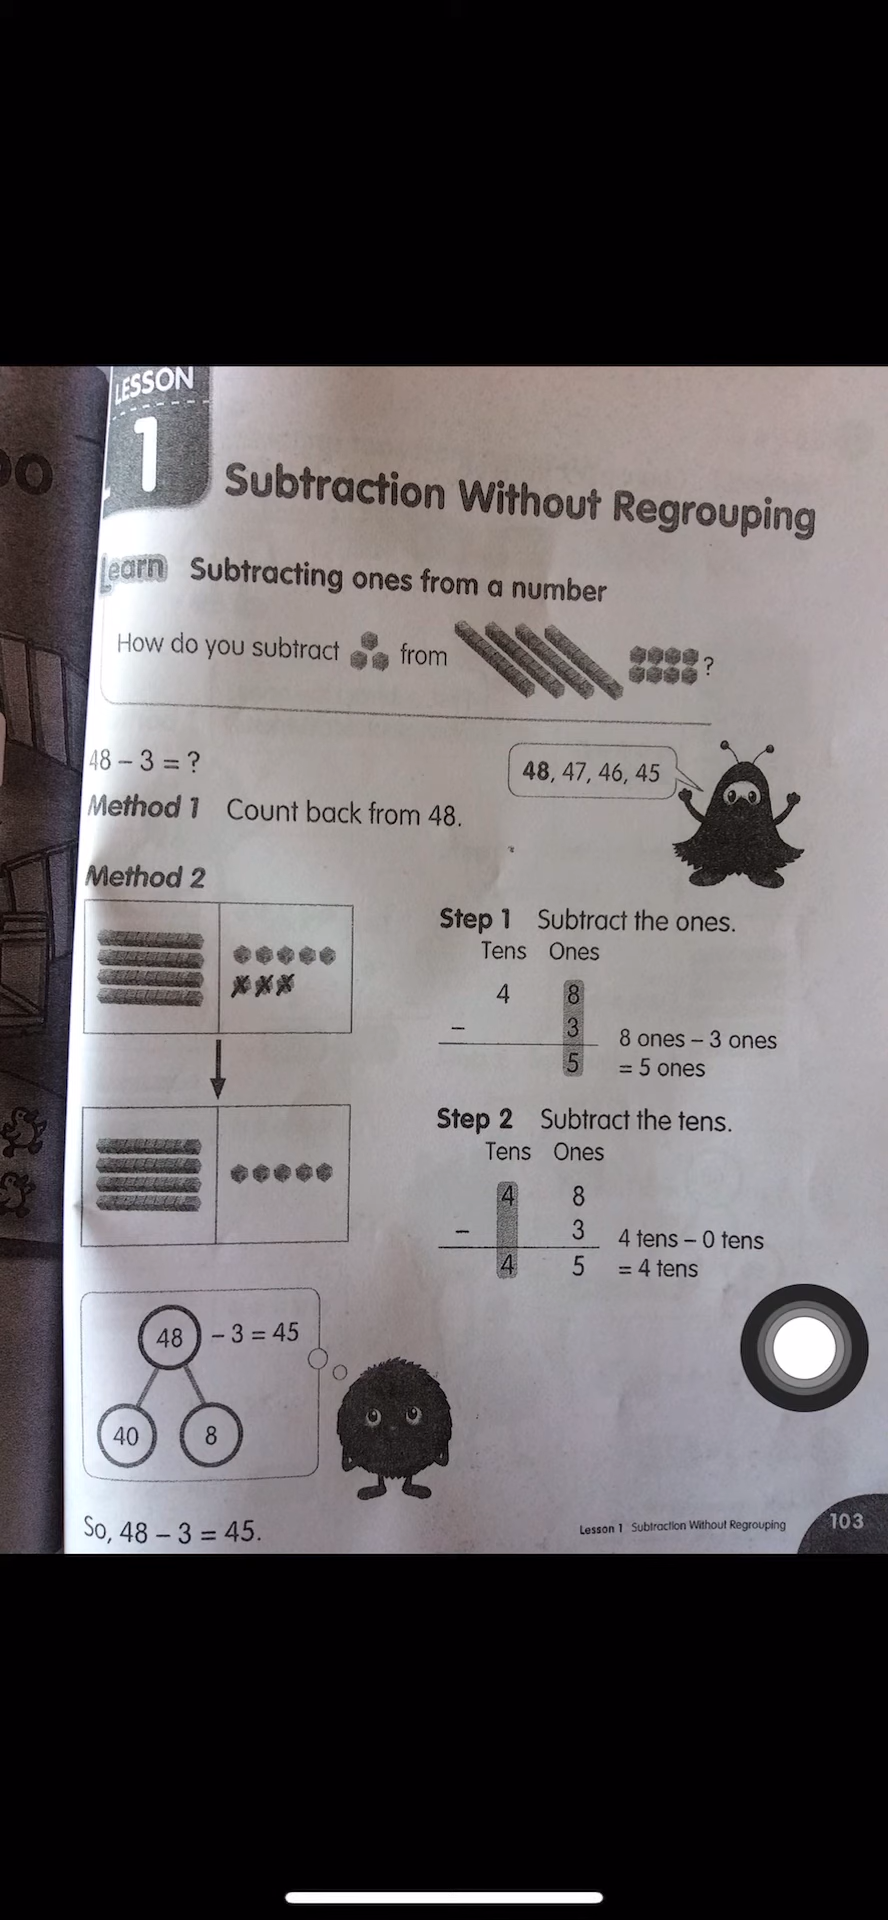 LESSON
1
Subtraction Without Regrouping
Learn Subtracting ones from a number
How do you subtract from ?
48 – 3 = ?
48, 47, 46, 45
Method 1 Count back from 48.
Method 2
Step 1 Subtract the ones.
Tens Ones
4 8
– 3
5
8 ones – 3 ones
= 5 ones
Step 2 Subtract the tens.
Tens Ones
4 8
– 3
4 5
4 tens – 0 tens
= 4 tens
48 – 3 = 45
40 8
So, 48 – 3 = 45.
Lesson 1 Subtraction Without Regrouping 103